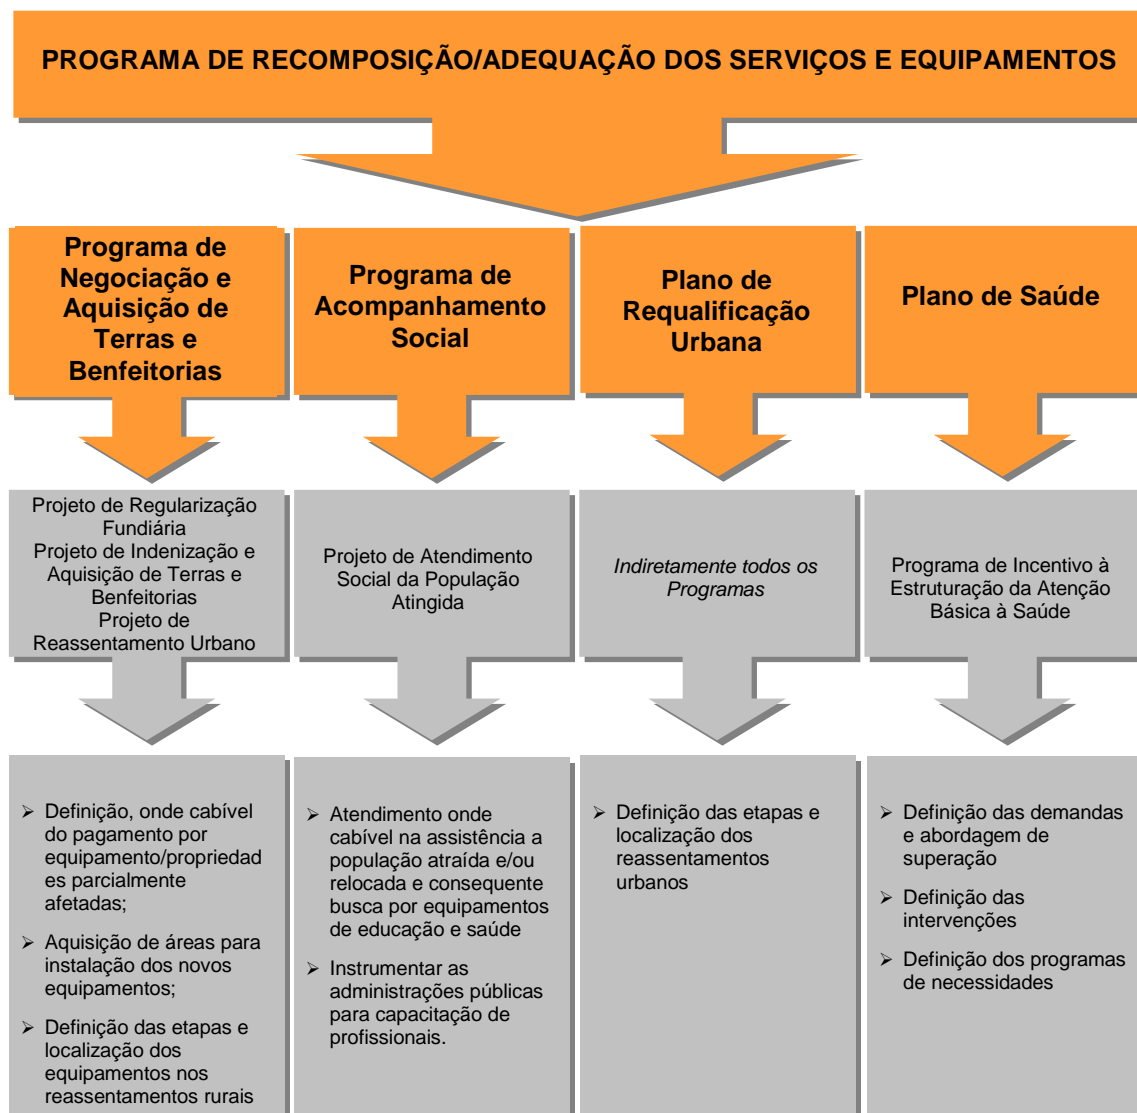 PROGRAMA DE RECOMPOSIÇÃO/ADEQUAÇÃO DOS SERVIÇOS E EQUIPAMENTOS
Programa de
Negociação e
Aquisição de
Terras e
Benfeitorias
Programa de
Acompanhamento
Social
Plano de
Requalificação
Urbana
Plano de Saúde
Projeto de Regularização
Fundiária
Projeto de Indenização e
Aquisição de Terras e
Benfeitorias
Projeto de
Reassentamento Urbano
Projeto de Atendimento
Social da População
Atingida
Indiretamente todos os
Programas
Programa de Incentivo à
Estruturação da Atenção
Básica à Saúde
➢ Definição, onde cabível
do pagamento por
equipamento/propriedad
es parcialmente
afetadas;
➢ Aquisição de áreas para
instalação dos novos
equipamentos;
➢ Definição das etapas e
localização dos
equipamentos nos
reassentamentos rurais
➢ Atendimento onde
cabível na assistência a
população atraída e/ou
relocada e consequente
busca por equipamentos
de educação e saúde
➢ Instrumentar as
administrações públicas
para capacitação de
profissionais.
➢ Definição das etapas e
localização dos
reassentamentos
urbanos
➢ Definição das demandas
e abordagem de
superação
➢ Definição das
intervenções
➢ Definição dos programas
de necessidades